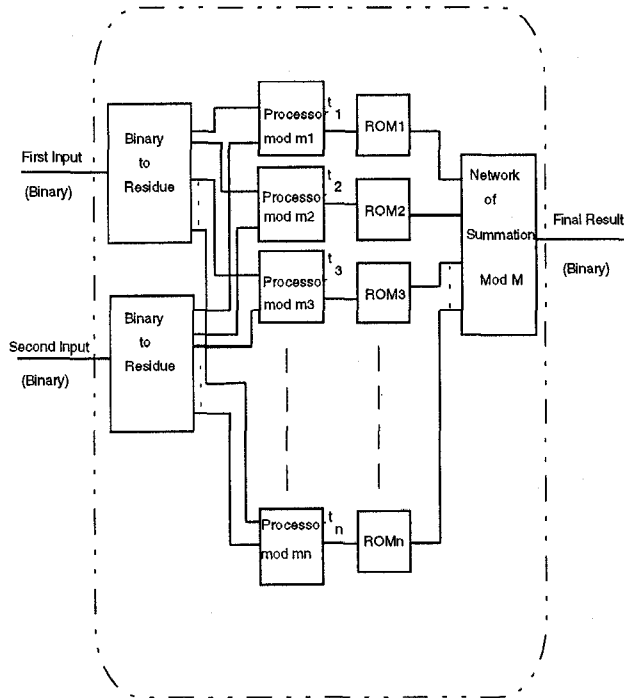 First Input
(Binary)
Second Input
(Binary)
Binary
to
Residue
Binary
to
Residue
Processo
mod m1
t 1
ROM1
Processo
mod m2
t 2
ROM2
Processo
mod m3
t 3
ROM3
Processo
mod mn
t n
ROMn
Network
of
Summation
Mod M
Final Result
(Binary)